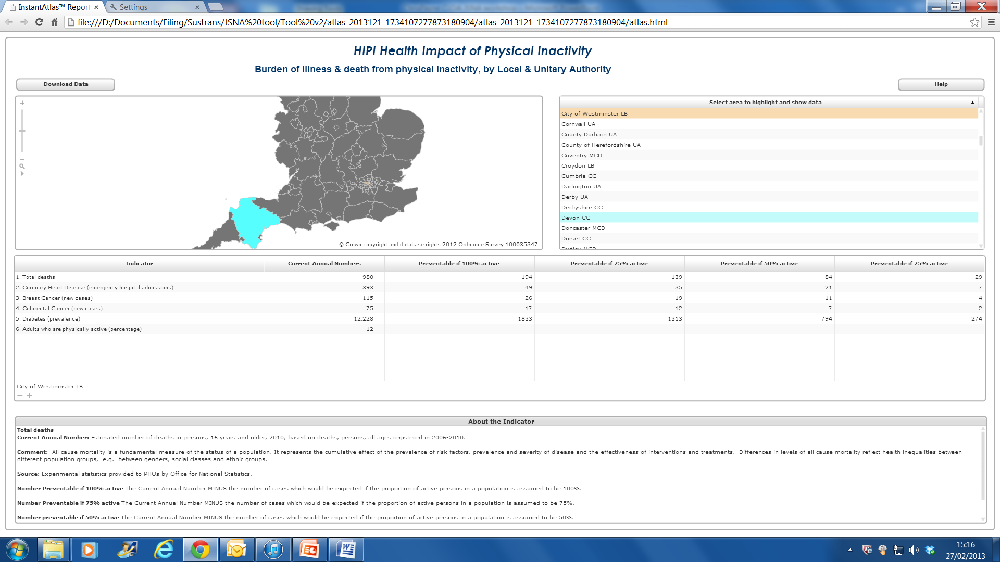 InstantAtlas™ Report
Settings
file:///D:/Documents/Filing/Sustrans/JSNA%20tool/Tool%20v2/atlas-2013121-1734107277873180904/atlas-2013121-1734107277873180904/atlas.html
HIPI Health Impact of Physical Inactivity
Burden of illness & death from physical inactivity, by Local & Unitary Authority
Download Data
Help
© Crown copyright and database rights 2012 Ordnance Survey 100035347
Select area to highlight and show data
City of Westminster LB
Cornwall UA
County Durham UA
County of Herefordshire UA
Coventry MCD
Croydon LB
Cumbria CC
Darlington UA
Derby UA
Derbyshire CC
Devon CC
Doncaster MCD
Dorset CC
Dudley MCD
Indicator Current Annual Numbers Preventable if 100% active Preventable if 75% active Preventable if 50% active Preventable if 25% active
1. Total deaths 980 194 139 84 29
2. Coronary Heart Disease (emergency hospital admissions) 393 49 35 21 7
3. Breast Cancer (new cases) 115 26 19 11 4
4. Colorectal Cancer (new cases) 75 17 12 7 2
5. Diabetes (prevalence) 12,228 1833 1313 794 274
6. Adults who are physically active (percentage) 12
City of Westminster LB
About the Indicator
Total deaths
Current Annual Number: Estimated number of deaths in persons, 16 years and older, 2010, based on deaths, persons, all ages registered in 2006-2010.
Comment: All cause mortality is a fundamental measure of the status of a population. It represents the cumulative effect of the prevalence of risk factors, prevalence and severity of disease and the effectiveness of interventions and treatments. Differences in levels of all cause mortality reflect health inequalities between
different population groups, e.g. between genders, social classes and ethnic groups.
Source: Experimental statistics provided to PHOs by Office for National Statistics.
Number Preventable if 100% active The Current Annual Number MINUS the number of cases which would be expected if the proportion of active persons in a population is assumed to be 100%.
Number Preventable if 75% active The Current Annual Number MINUS the number of cases which would be expected if the proportion of active persons in a population is assumed to be 75%.
Number preventable if 50% active The Current Annual Number MINUS the number of cases which would be expected if the proportion of active persons in a population is assumed to be 50%.
15:16
27/02/2013